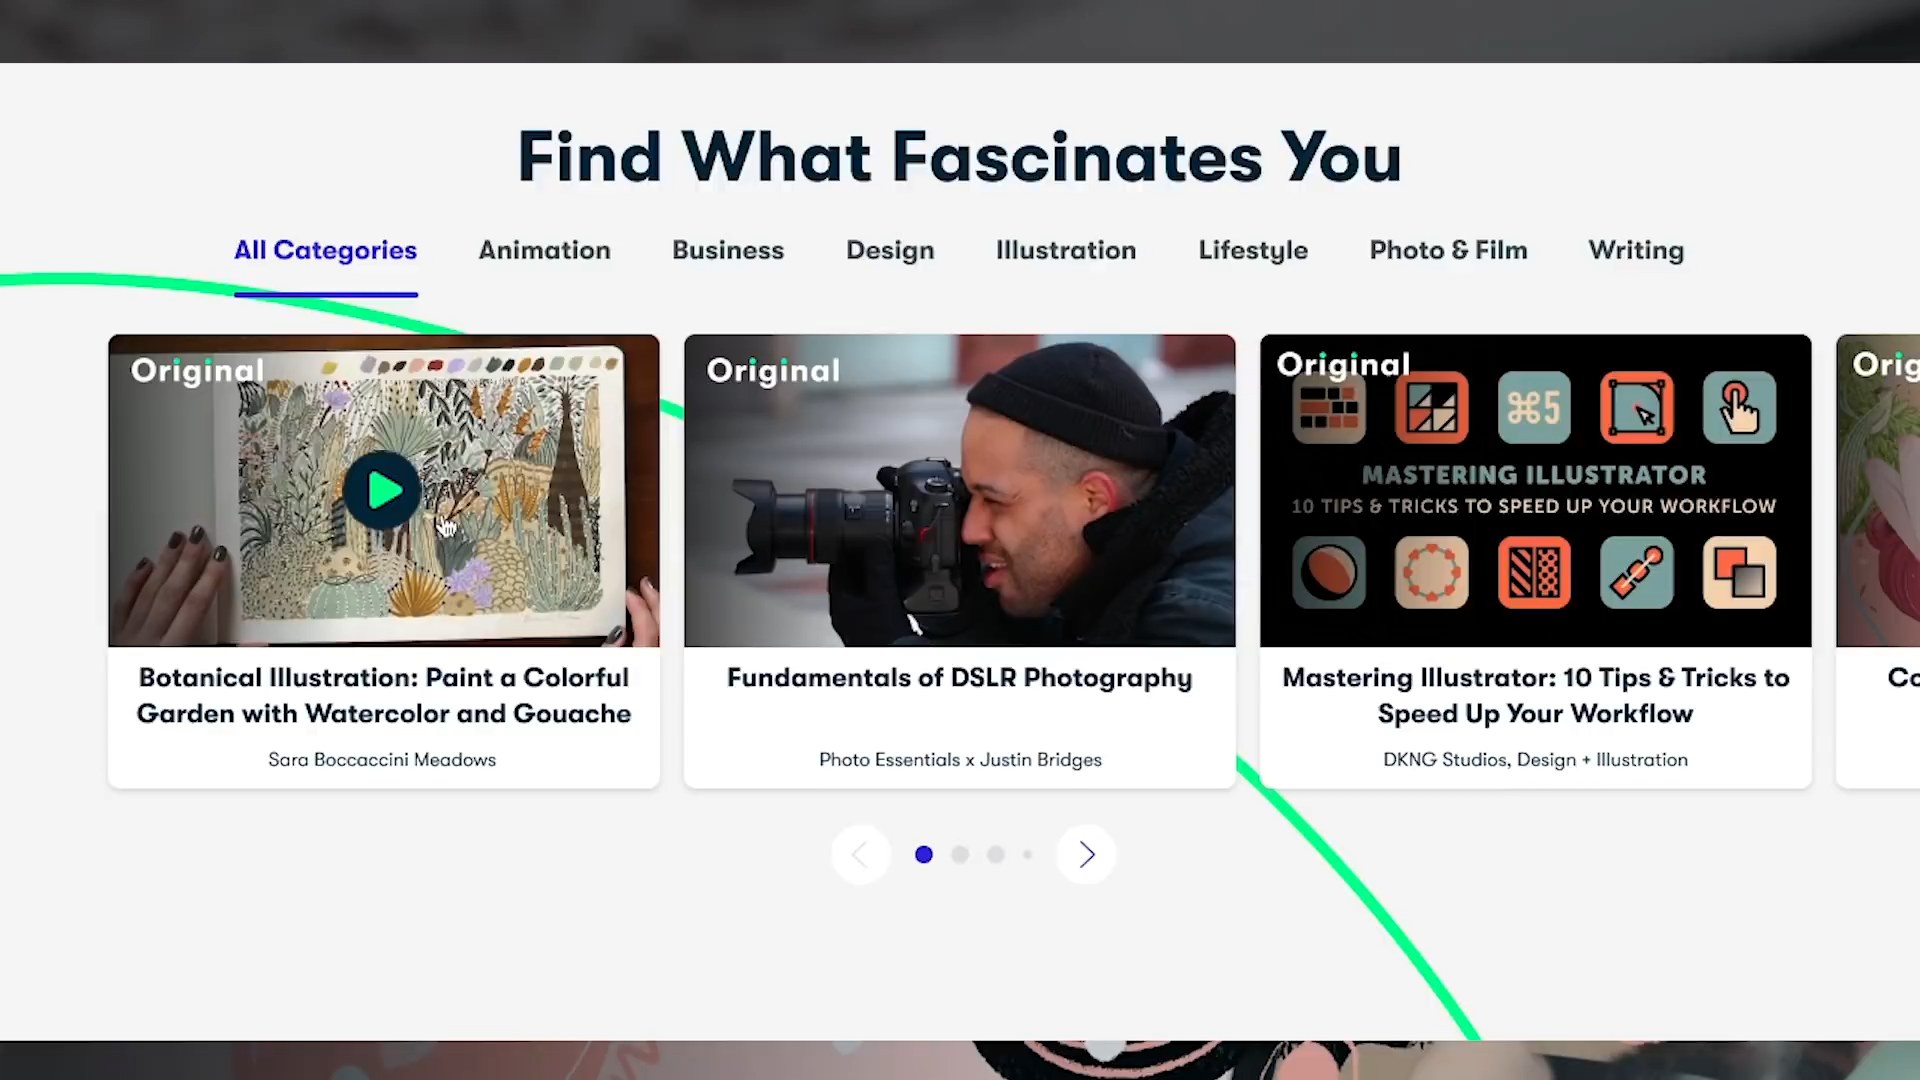 Find What Fascinates You
All Categories
Animation
Business
Design
Illustration
Lifestyle
Photo & Film
Writing
Original
Original
Original
⌘5
MASTERING ILLUSTRATOR
10 TIPS & TRICKS TO SPEED UP YOUR WORKFLOW
Botanical Illustration: Paint a Colorful
Garden with Watercolor and Gouache
Sara Boccaccini Meadows
Fundamentals of DSLR Photography
Photo Essentials x Justin Bridges
Mastering Illustrator: 10 Tips & Tricks to
Speed Up Your Workflow
DKNG Studios, Design + Illustration